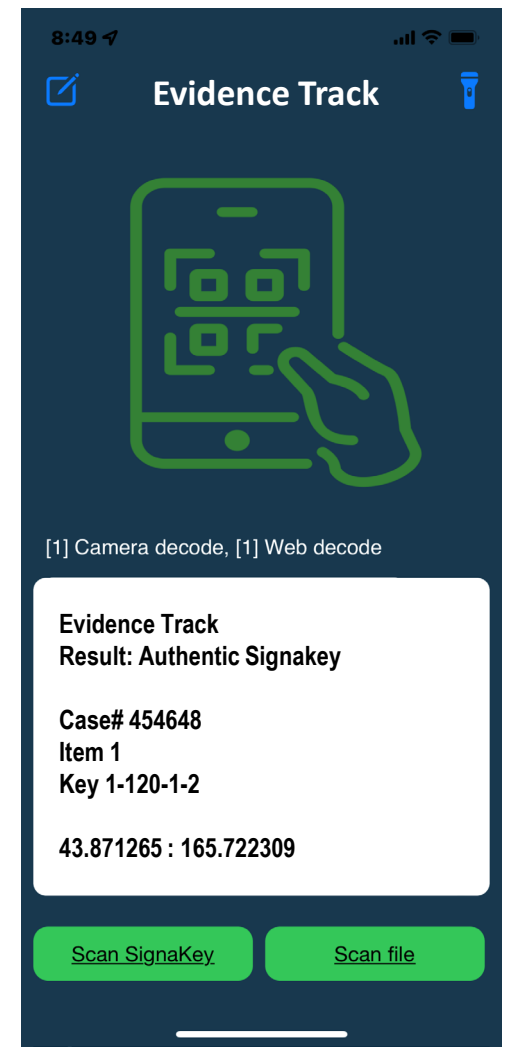 8:49
Evidence Track
[1] Camera decode, [1] Web decode
Evidence Track
Result: Authentic Signakey
Case# 454648
Item 1
Key 1-120-1-2
43.871265 : 165.722309
Scan SignaKey
Scan file